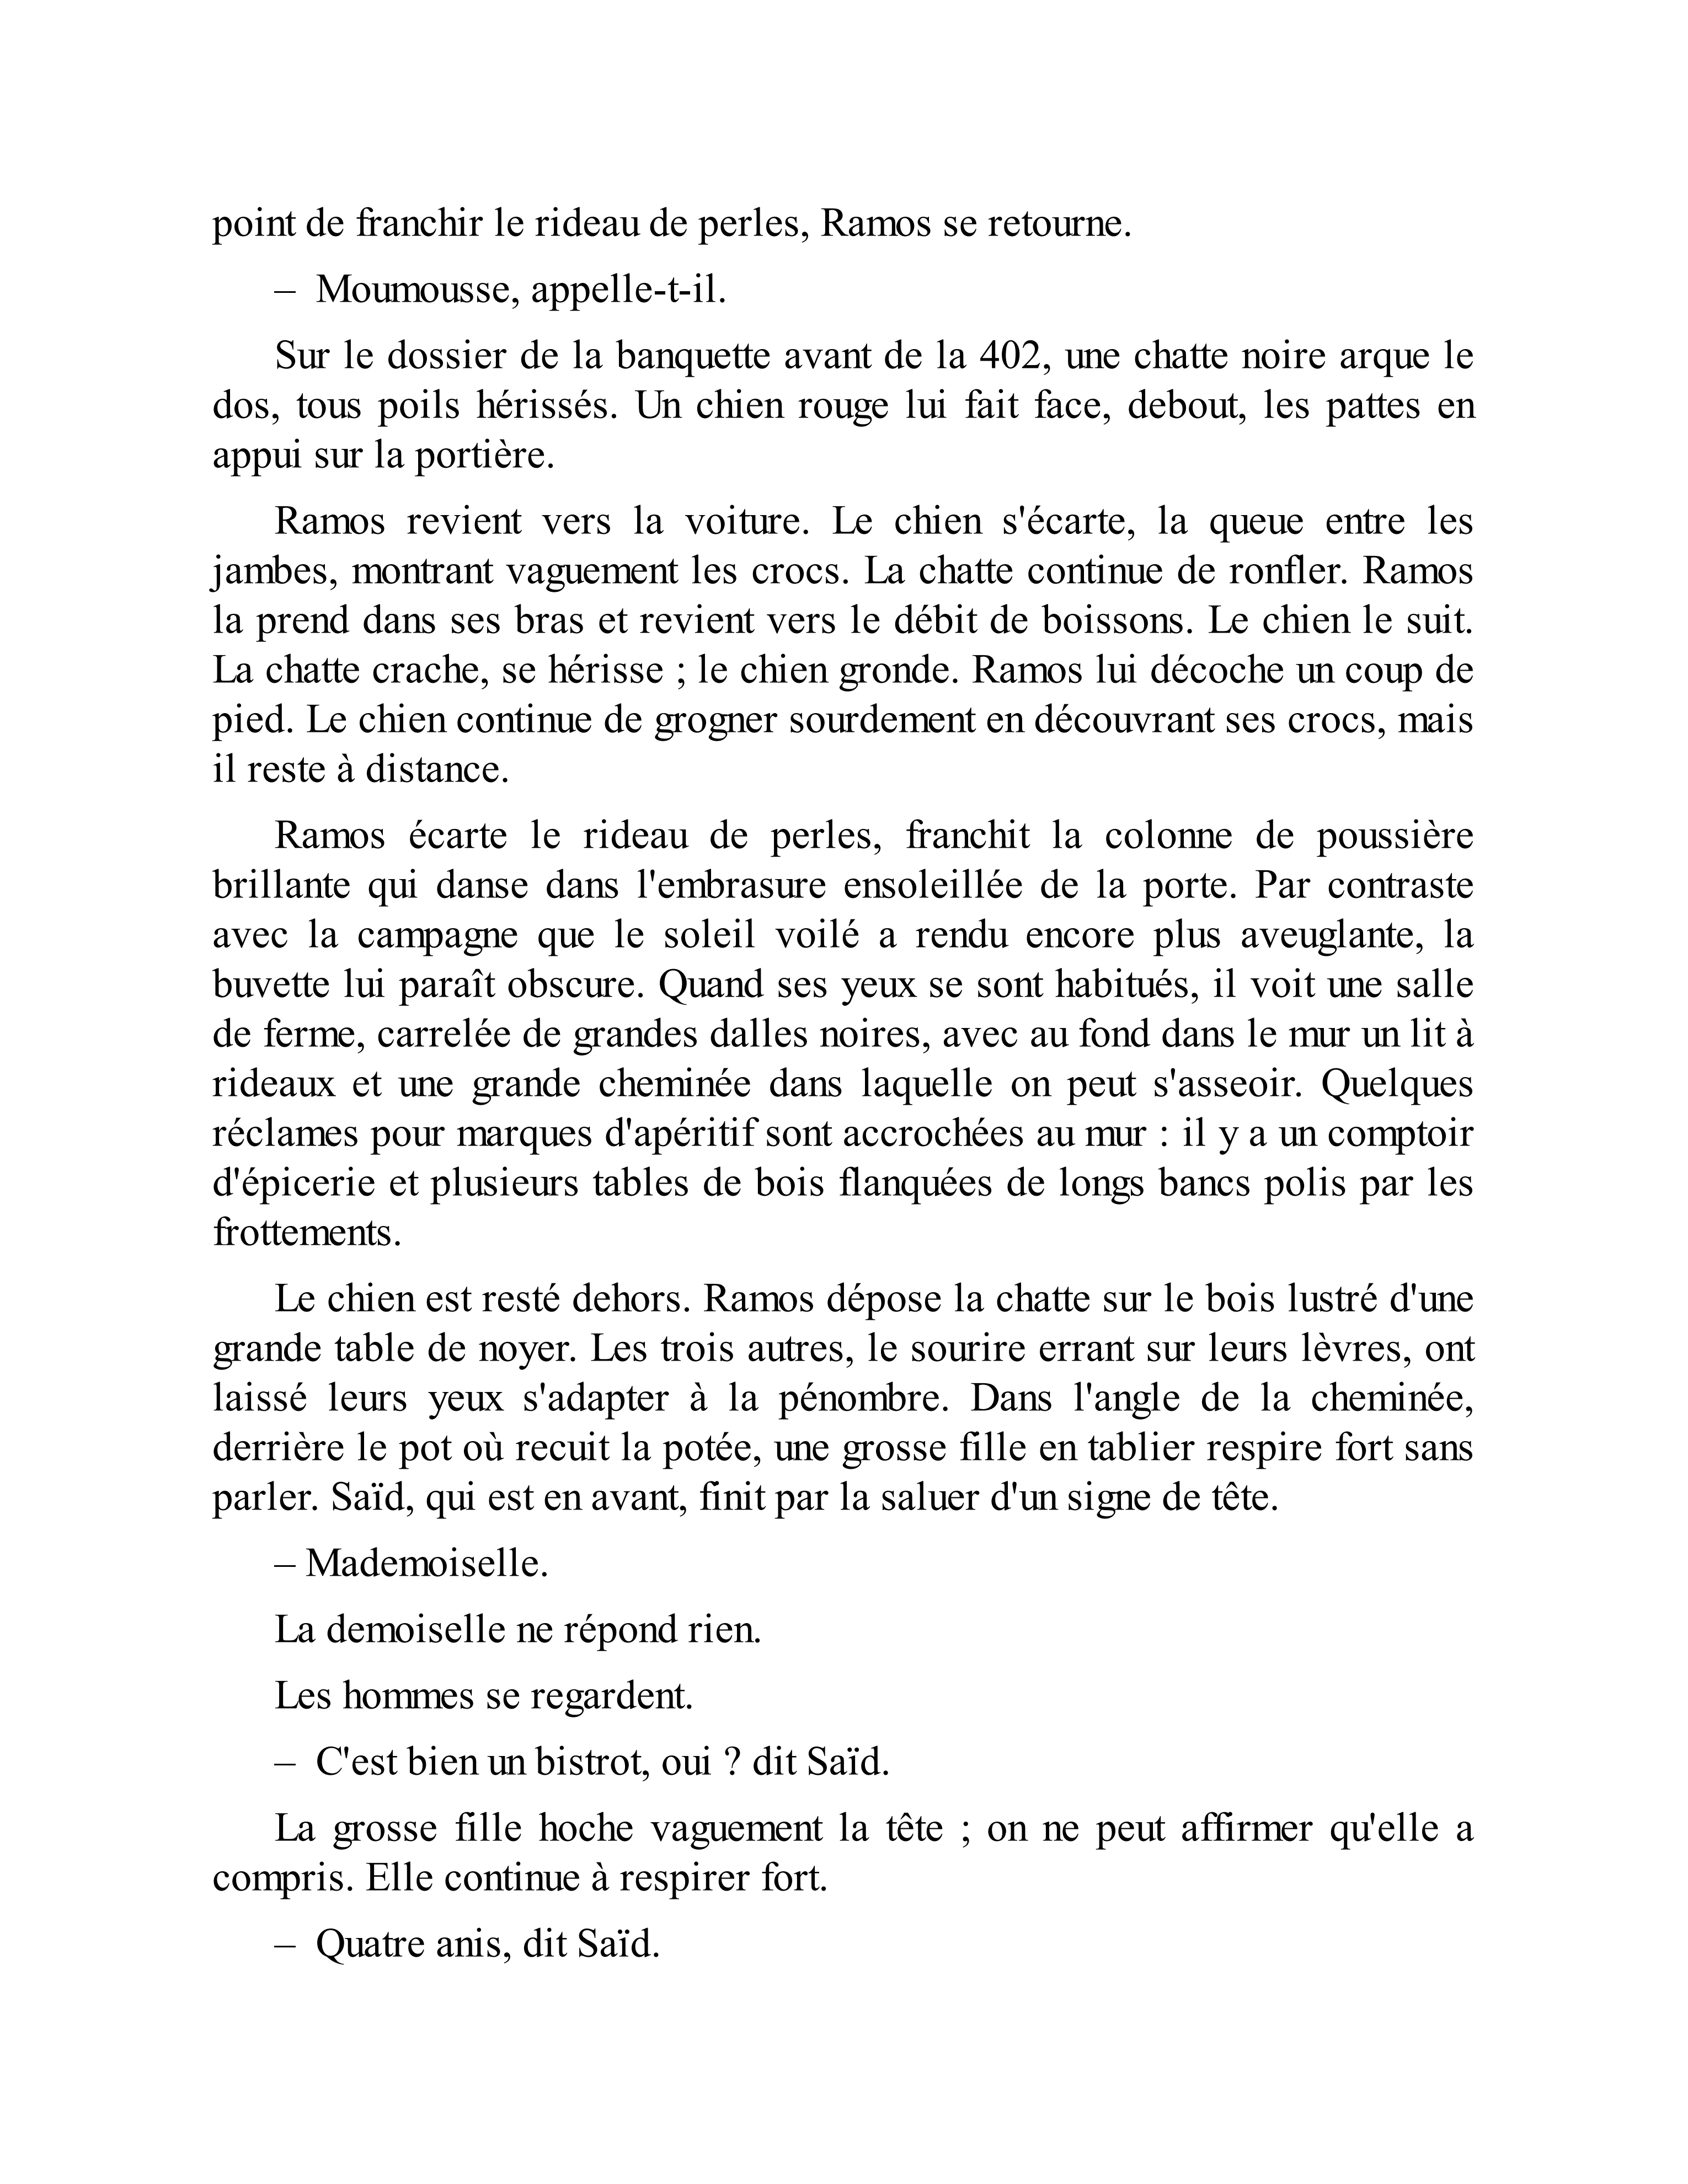 point de franchir le rideau de perles, Ramos se retourne.
– Moumousse, appelle-t-il.
Sur le dossier de la banquette avant de la 402, une chatte noire arque le
dos, tous poils hérissés. Un chien rouge lui fait face, debout, les pattes en
appui sur la portière.
Ramos revient vers la voiture. Le chien s'écarte, la queue entre les
jambes, montrant vaguement les crocs. La chatte continue de ronfler. Ramos
la prend dans ses bras et revient vers le débit de boissons. Le chien le suit.
La chatte crache, se hérisse ; le chien gronde. Ramos lui décoche un coup de
pied. Le chien continue de grogner sourdement en découvrant ses crocs, mais
il reste à distance.
Ramos écarte le rideau de perles, franchit la colonne de poussière
brillante qui danse dans l'embrasure ensoleillée de la porte. Par contraste
avec la campagne que le soleil voilé a rendu encore plus aveuglante, la
buvette lui paraît obscure. Quand ses yeux se sont habitués, il voit une salle
de ferme, carrelée de grandes dalles noires, avec au fond dans le mur un lit à
rideaux et une grande cheminée dans laquelle on peut s'asseoir. Quelques
réclames pour marques d'apéritif sont accrochées au mur : il y a un comptoir
d'épicerie et plusieurs tables de bois flanquées de longs bancs polis par les
frottements.
Le chien est resté dehors. Ramos dépose la chatte sur le bois lustré d'une
grande table de noyer. Les trois autres, le sourire errant sur leurs lèvres, ont
laissé leurs yeux s'adapter à la pénombre. Dans l'angle de la cheminée,
derrière le pot où recuit la potée, une grosse fille en tablier respire fort sans
parler. Saïd, qui est en avant, finit par la saluer d'un signe de tête.
– Mademoiselle.
La demoiselle ne répond rien.
Les hommes se regardent.
– C'est bien un bistrot, oui ? dit Saïd.
La grosse fille hoche vaguement la tête ; on ne peut affirmer qu'elle a
compris. Elle continue à respirer fort.
– Quatre anis, dit Saïd.